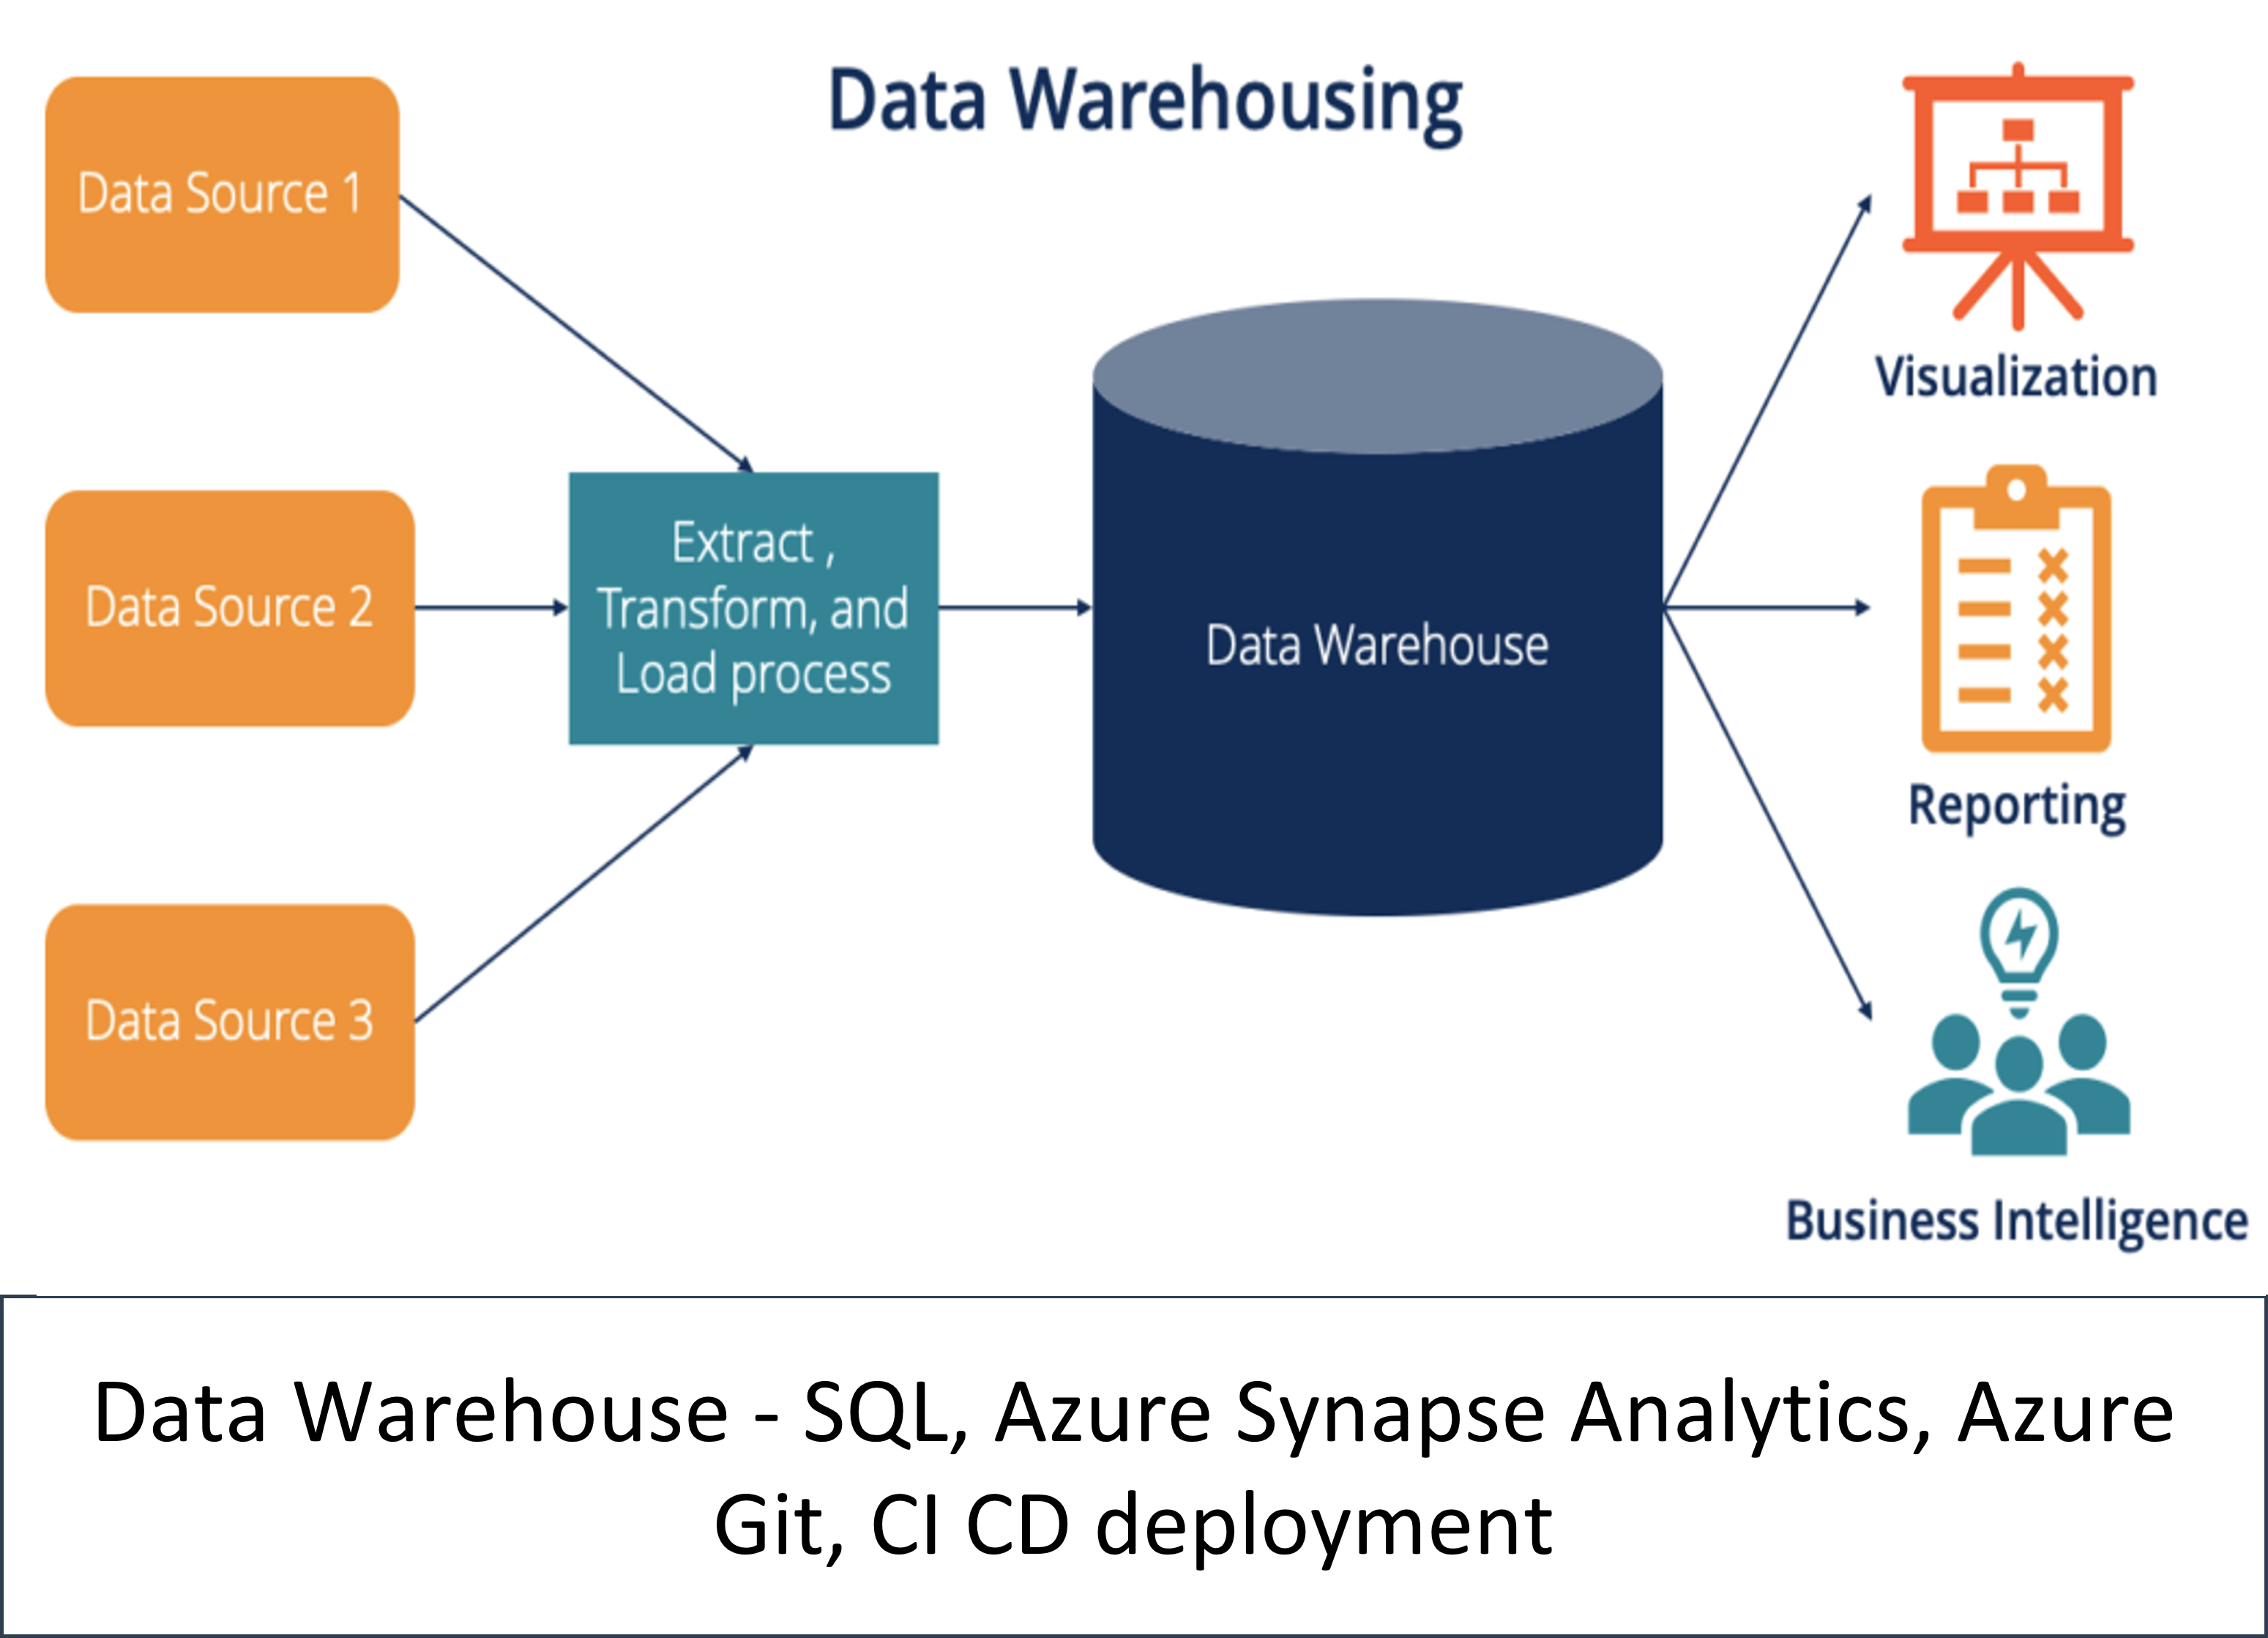 Data Warehousing
Data Source 1
Data Source 2
Data Source 3
Extract ,
Transform, and
Load process
Data Warehouse
Visualization
Reporting
Business Intelligence
Data Warehouse - SQL, Azure Synapse Analytics, Azure
Git, CI CD deployment